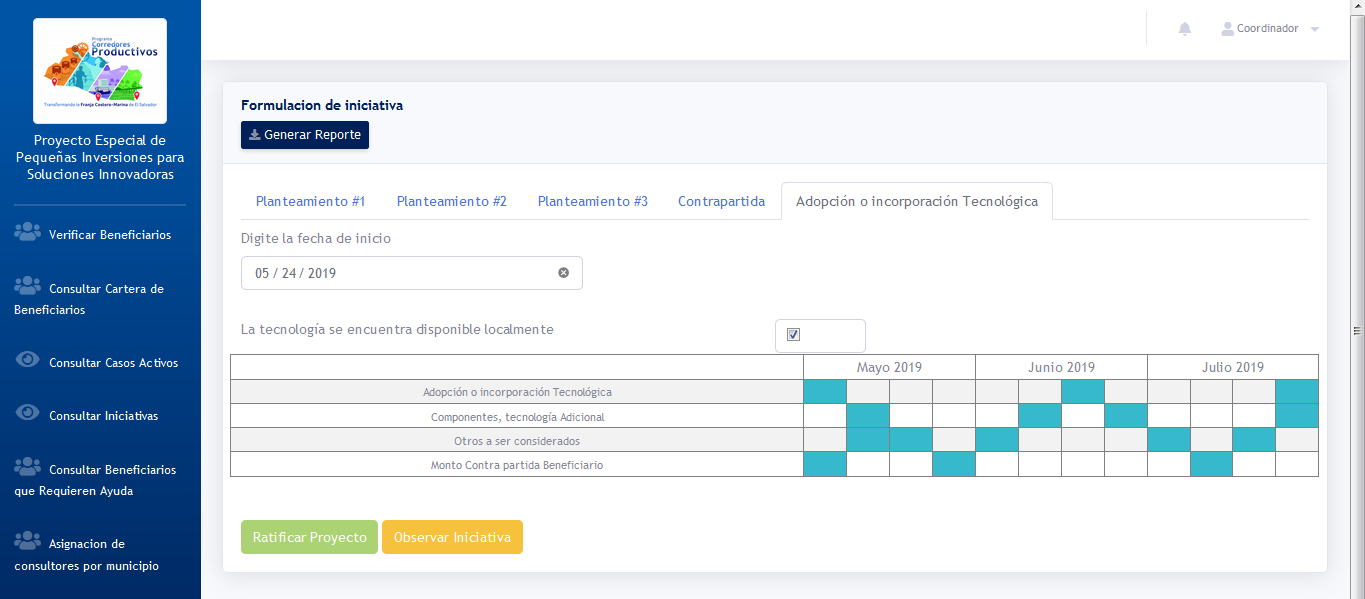 Programa
Corredores
Productivos
Transformando la Franja Costero-Marina de El Salvador
Proyecto Especial de
Pequeñas Inversiones para
Soluciones Innovadoras
Verificar Beneficiarios
Consultar Cartera de
Beneficiarios
Consultar Casos Activos
Consultar Iniciativas
Consultar Beneficiarios
que Requieren Ayuda
Asignacion de
consultores por municipio
Coordinador
Formulacion de iniciativa
Generar Reporte
Planteamiento #1 Planteamiento #2 Planteamiento #3 Contrapartida Adopción o incorporación Tecnológica
Digite la fecha de inicio
05 / 24 / 2019
La tecnología se encuentra disponible localmente
Mayo 2019 Junio 2019 Julio 2019
Adopción o incorporación Tecnológica
Componentes, tecnología Adicional
Otros a ser considerados
Monto Contra partida Beneficiario
Ratificar Proyecto Observar Iniciativa